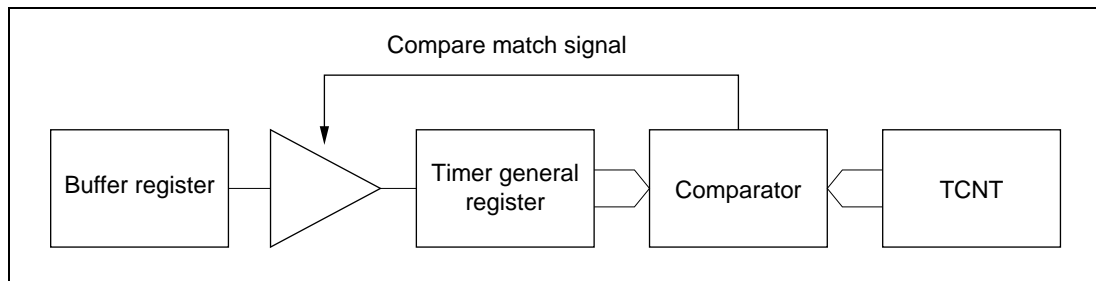 Compare match signal
Buffer register
Timer general
register
Comparator
TCNT